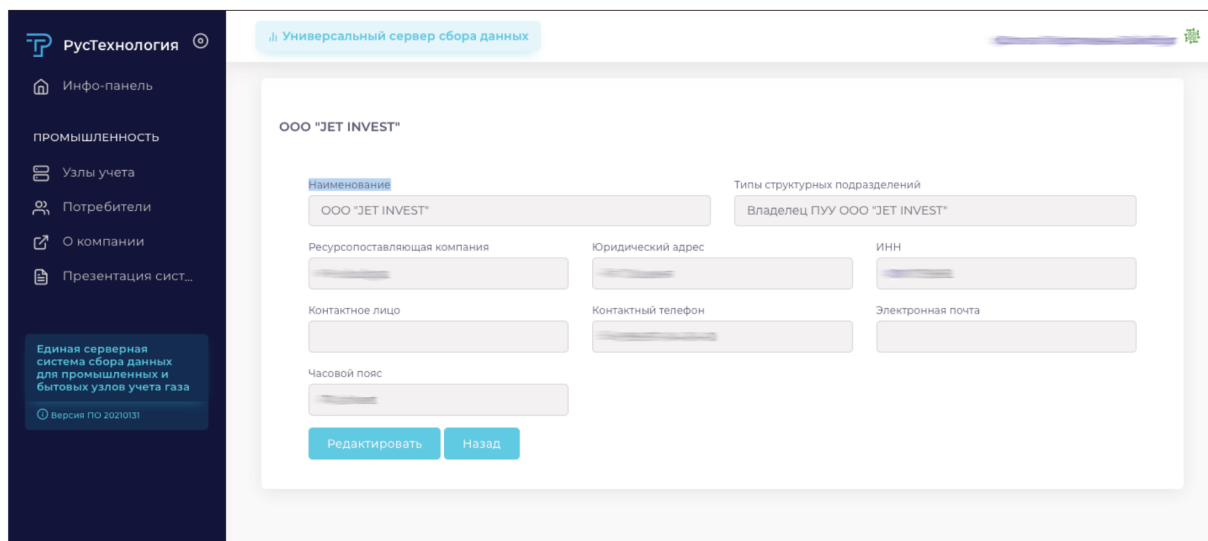 РусТехнология
Универсальный сервер сбора данных
Инфо-панель
ПРОМЫШЛЕННОСТЬ
Узлы учета
Потребители
О компании
Презентация сист...
Единая серверная
система сбора данных
для промышленных и
бытовых узлов учета газа
Версия ПО 20210131
ООО "JET INVEST"
Наименование
Типы структурных подразделений
ООО "JET INVEST"
Владелец ПУУ ООО "JET INVEST"
Ресурсопоставляющая компания
Юридический адрес
ИНН
Контактное лицо
Контактный телефон
Электронная почта
Часовой пояс
Редактировать
Назад